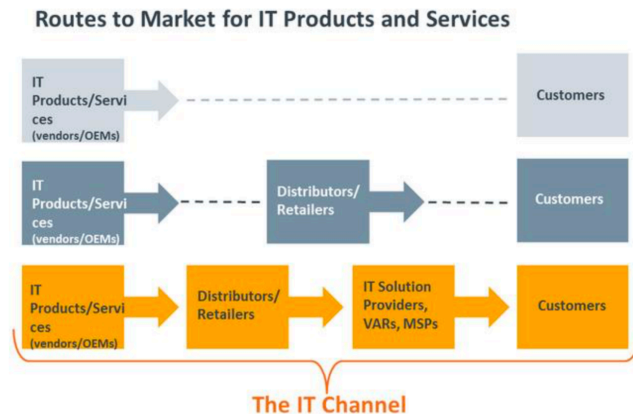 Routes to Market for IT Products and Services
IT
Products/Servi
ces
(vendors/OEMs)
Customers
IT
Products/Servi
ces
(vendors/OEMs)
Distributors/
Retailers
Customers
IT
Products/Servi
ces
(vendors/OEMs)
Distributors/
Retailers
IT Solution
Providers,
VARs, MSPs
Customers
The IT Channel